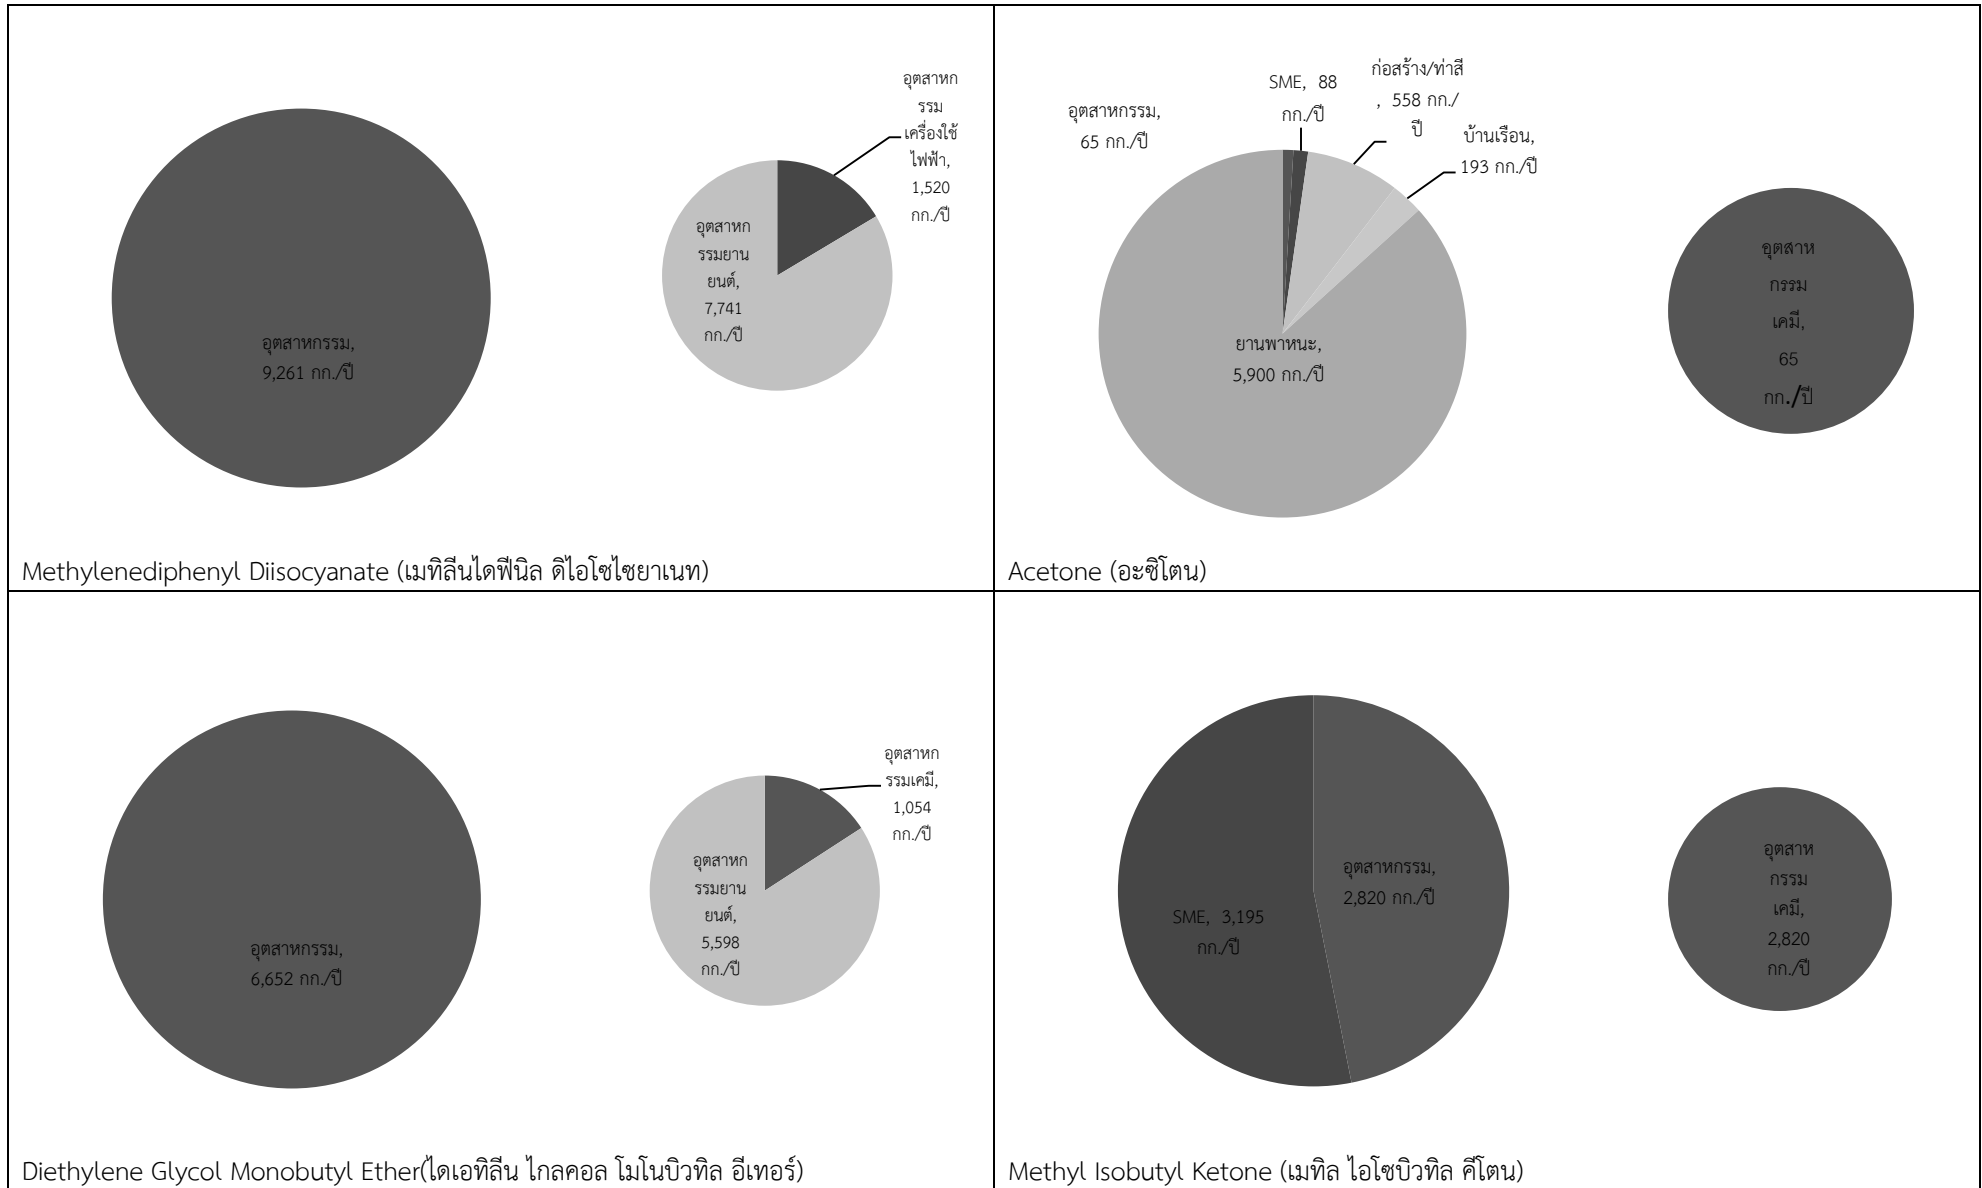 อุตสาหกรรม,
9,261 กก./ปี
อุตสาหก
รรม
เครื่องใช้
ไฟฟ้า,
1,520
กก./ปี
อุตสาหก
รรมยาน
ยนต์,
7,741
กก./ปี
Methylenediphenyl Diisocyanate (เมทิลีนไดฟีนิล ดิไอโซไซยาเนท)
อุตสาหกรรม,
65 กก./ปี
SME, 88
กก./ปี
ก่อสร้าง/ท่าสี
, 558 กก./
ปี
บ้านเรือน,
193 กก./ปี
ยานพาหนะ,
5,900 กก./ปี
อุตสาห
กรรม
เคมี,
65
กก./ปี
Acetone (อะซิโตน)
อุตสาหกรรม,
6,652 กก./ปี
อุตสาหก
รรมเคมี,
1,054
กก./ปี
อุตสาหก
รรมยาน
ยนต์,
5,598
กก./ปี
Diethylene Glycol Monobutyl Ether(ไดเอทิลีน ไกลคอล โมโนบิวทิล อีเทอร์)
อุตสาหกรรม,
2,820 กก./ปี
SME, 3,195
กก./ปี
อุตสาห
กรรม
เคมี,
2,820
กก./ปี
Methyl Isobutyl Ketone (เมทิล ไอโซบิวทิล คีโตน)